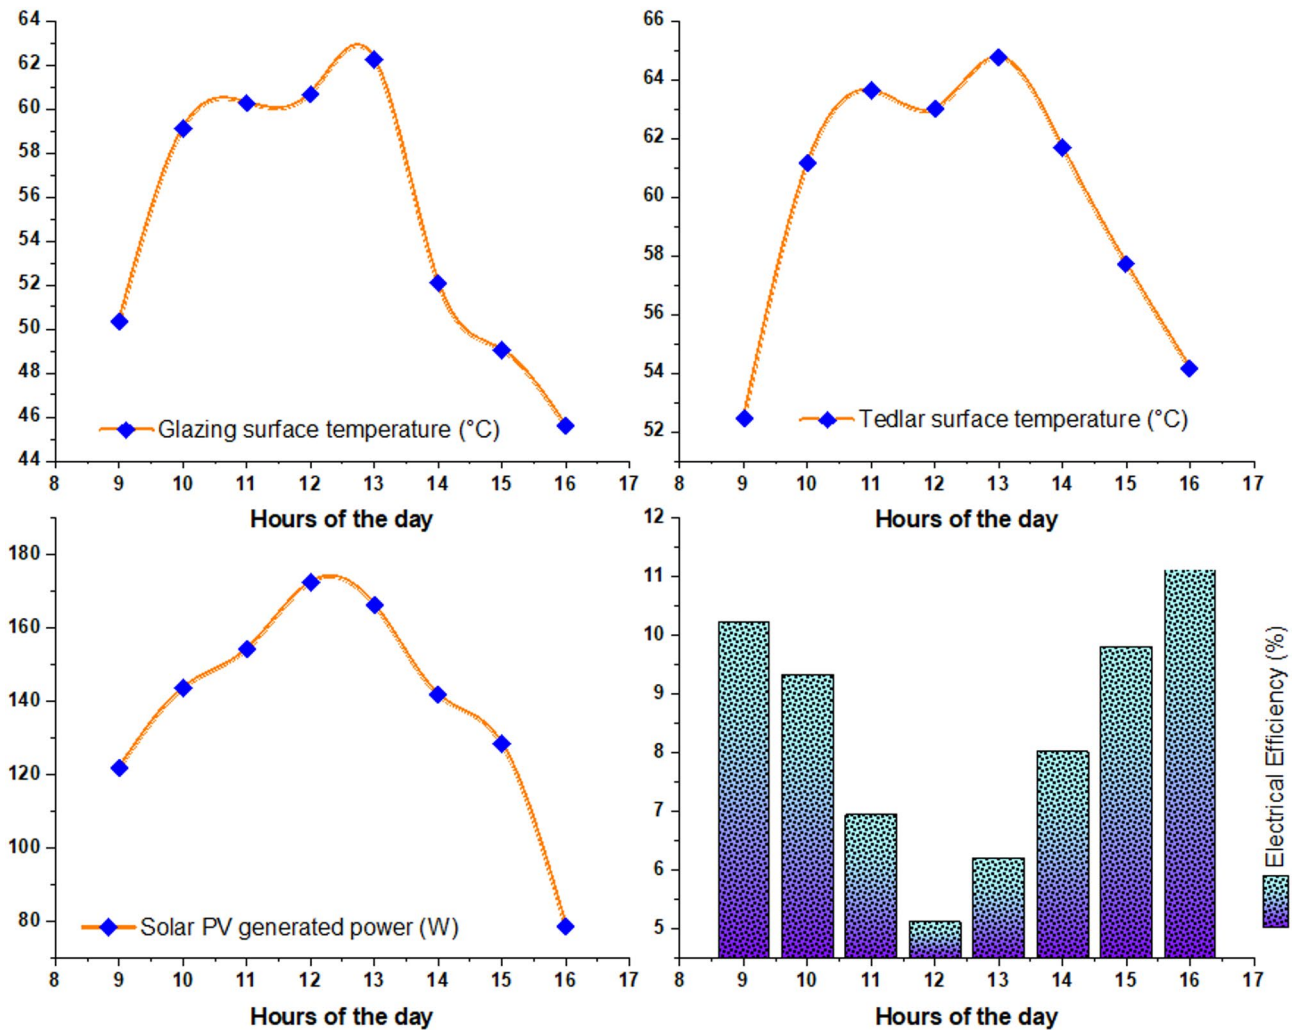 64
62
60
58
56
54
52
50
48
46
44
Glazing surface temperature (°C)
8 9 10 11 12 13 14 15 16 17
Hours of the day
66
64
62
60
58
56
54
52
Tedlar surface temperature (°C)
8 9 10 11 12 13 14 15 16 17
Hours of the day
180
160
140
120
100
80
Solar PV generated power (W)
8 9 10 11 12 13 14 15 16 17
Hours of the day
12
11
10
9
8
7
6
5
8 9 10 11 12 13 14 15 16 17
Hours of the day
Electrical Efficiency (%)